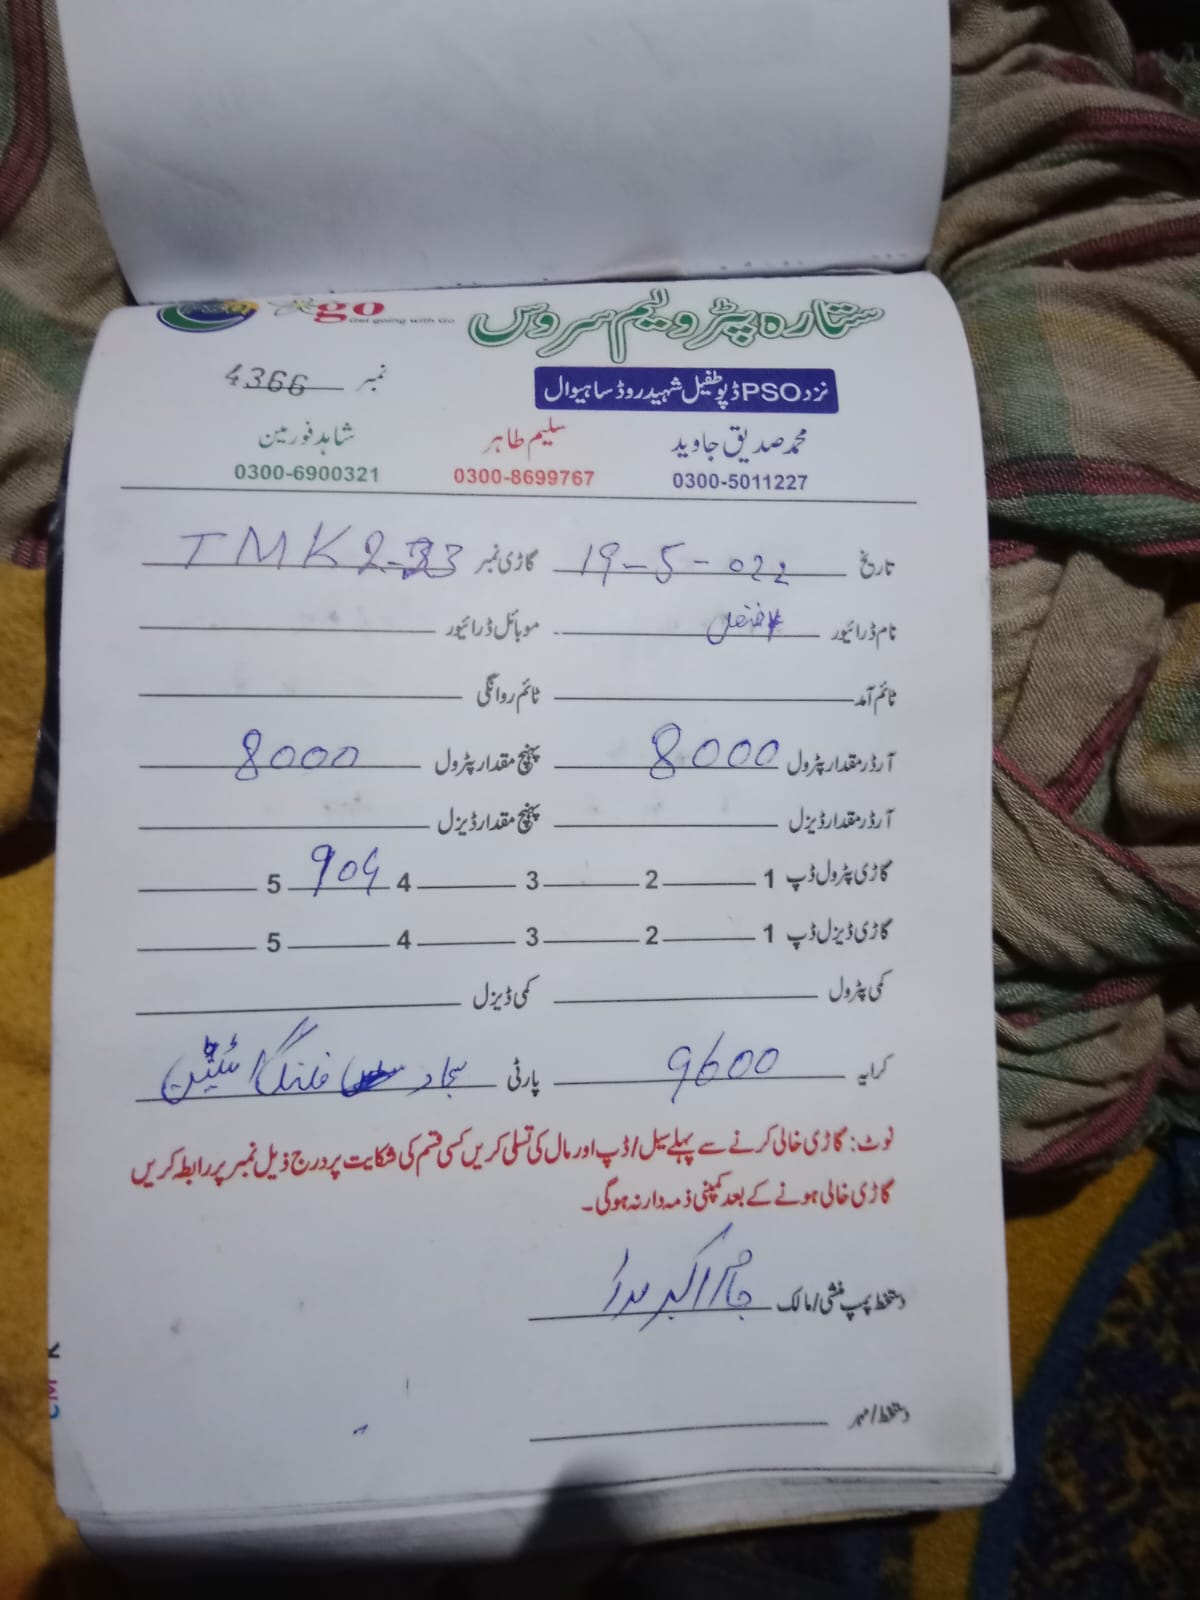 ستارہ پٹرولیم سروس go
Get going with Go
نمبر 4366
نزد PSO ڈپو طفیل شہید روڈ ساہیوال
محمد صدیق جاوید سلیم طاہر شاہد فورمین
0300-5011227 0300-8699767 0300-6900321
تاریخ 19-5-022 گاڑی نمبر TMK 2-33
نام ڈرائیور افضل موبائل ڈرائیور
ٹائم آمد ٹائم روانگی
آرڈر مقدار پٹرول 8000 پہنچ مقدار پٹرول 8000
آرڈر مقدار ڈیزل پہنچ مقدار ڈیزل
گاڑی پٹرول ڈپ 1 2 3 4 904 5
گاڑی ڈیزل ڈپ 1 2 3 4 5
کمی پٹرول کمی ڈیزل
کرایہ 9600 پارٹی سجاد فلنگ اسٹیشن
نوٹ: گاڑی خالی کرنے سے پہلے سیل/ڈپ اور مال کی تسلی کریں کسی قسم کی شکایت پر درج ذیل نمبر پر رابطہ کریں
گاڑی خالی ہونے کے بعد کمپنی ذمہ دار نہ ہوگی۔
دستخط پمپ منشی/مالک اکبر
دستخط/مہر